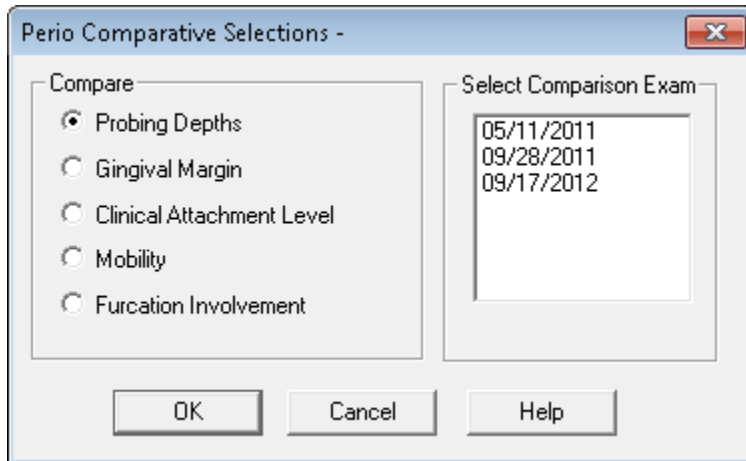 Perio Comparative Selections -
Compare
Probing Depths
Gingival Margin
Clinical Attachment Level
Mobility
Furcation Involvement
Select Comparison Exam
05/11/2011
09/28/2011
09/17/2012
OK
Cancel
Help